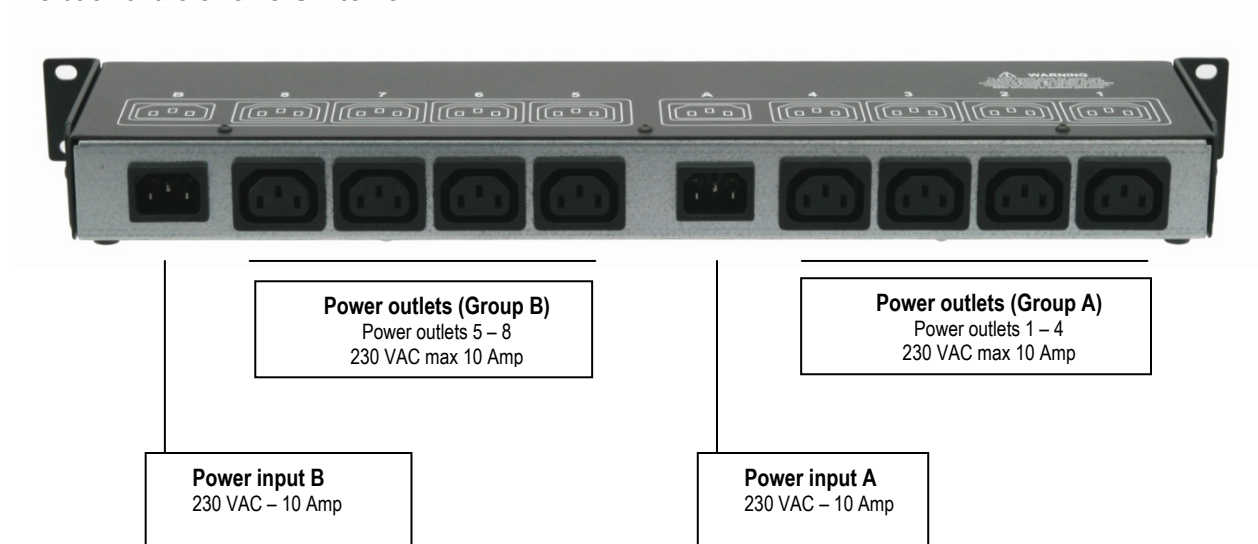 WARNING
B 8 7 6 5 A 4 3 2 1
Power outlets (Group B)
Power outlets 5 – 8
230 VAC max 10 Amp
Power outlets (Group A)
Power outlets 1 – 4
230 VAC max 10 Amp
Power input B
230 VAC – 10 Amp
Power input A
230 VAC – 10 Amp